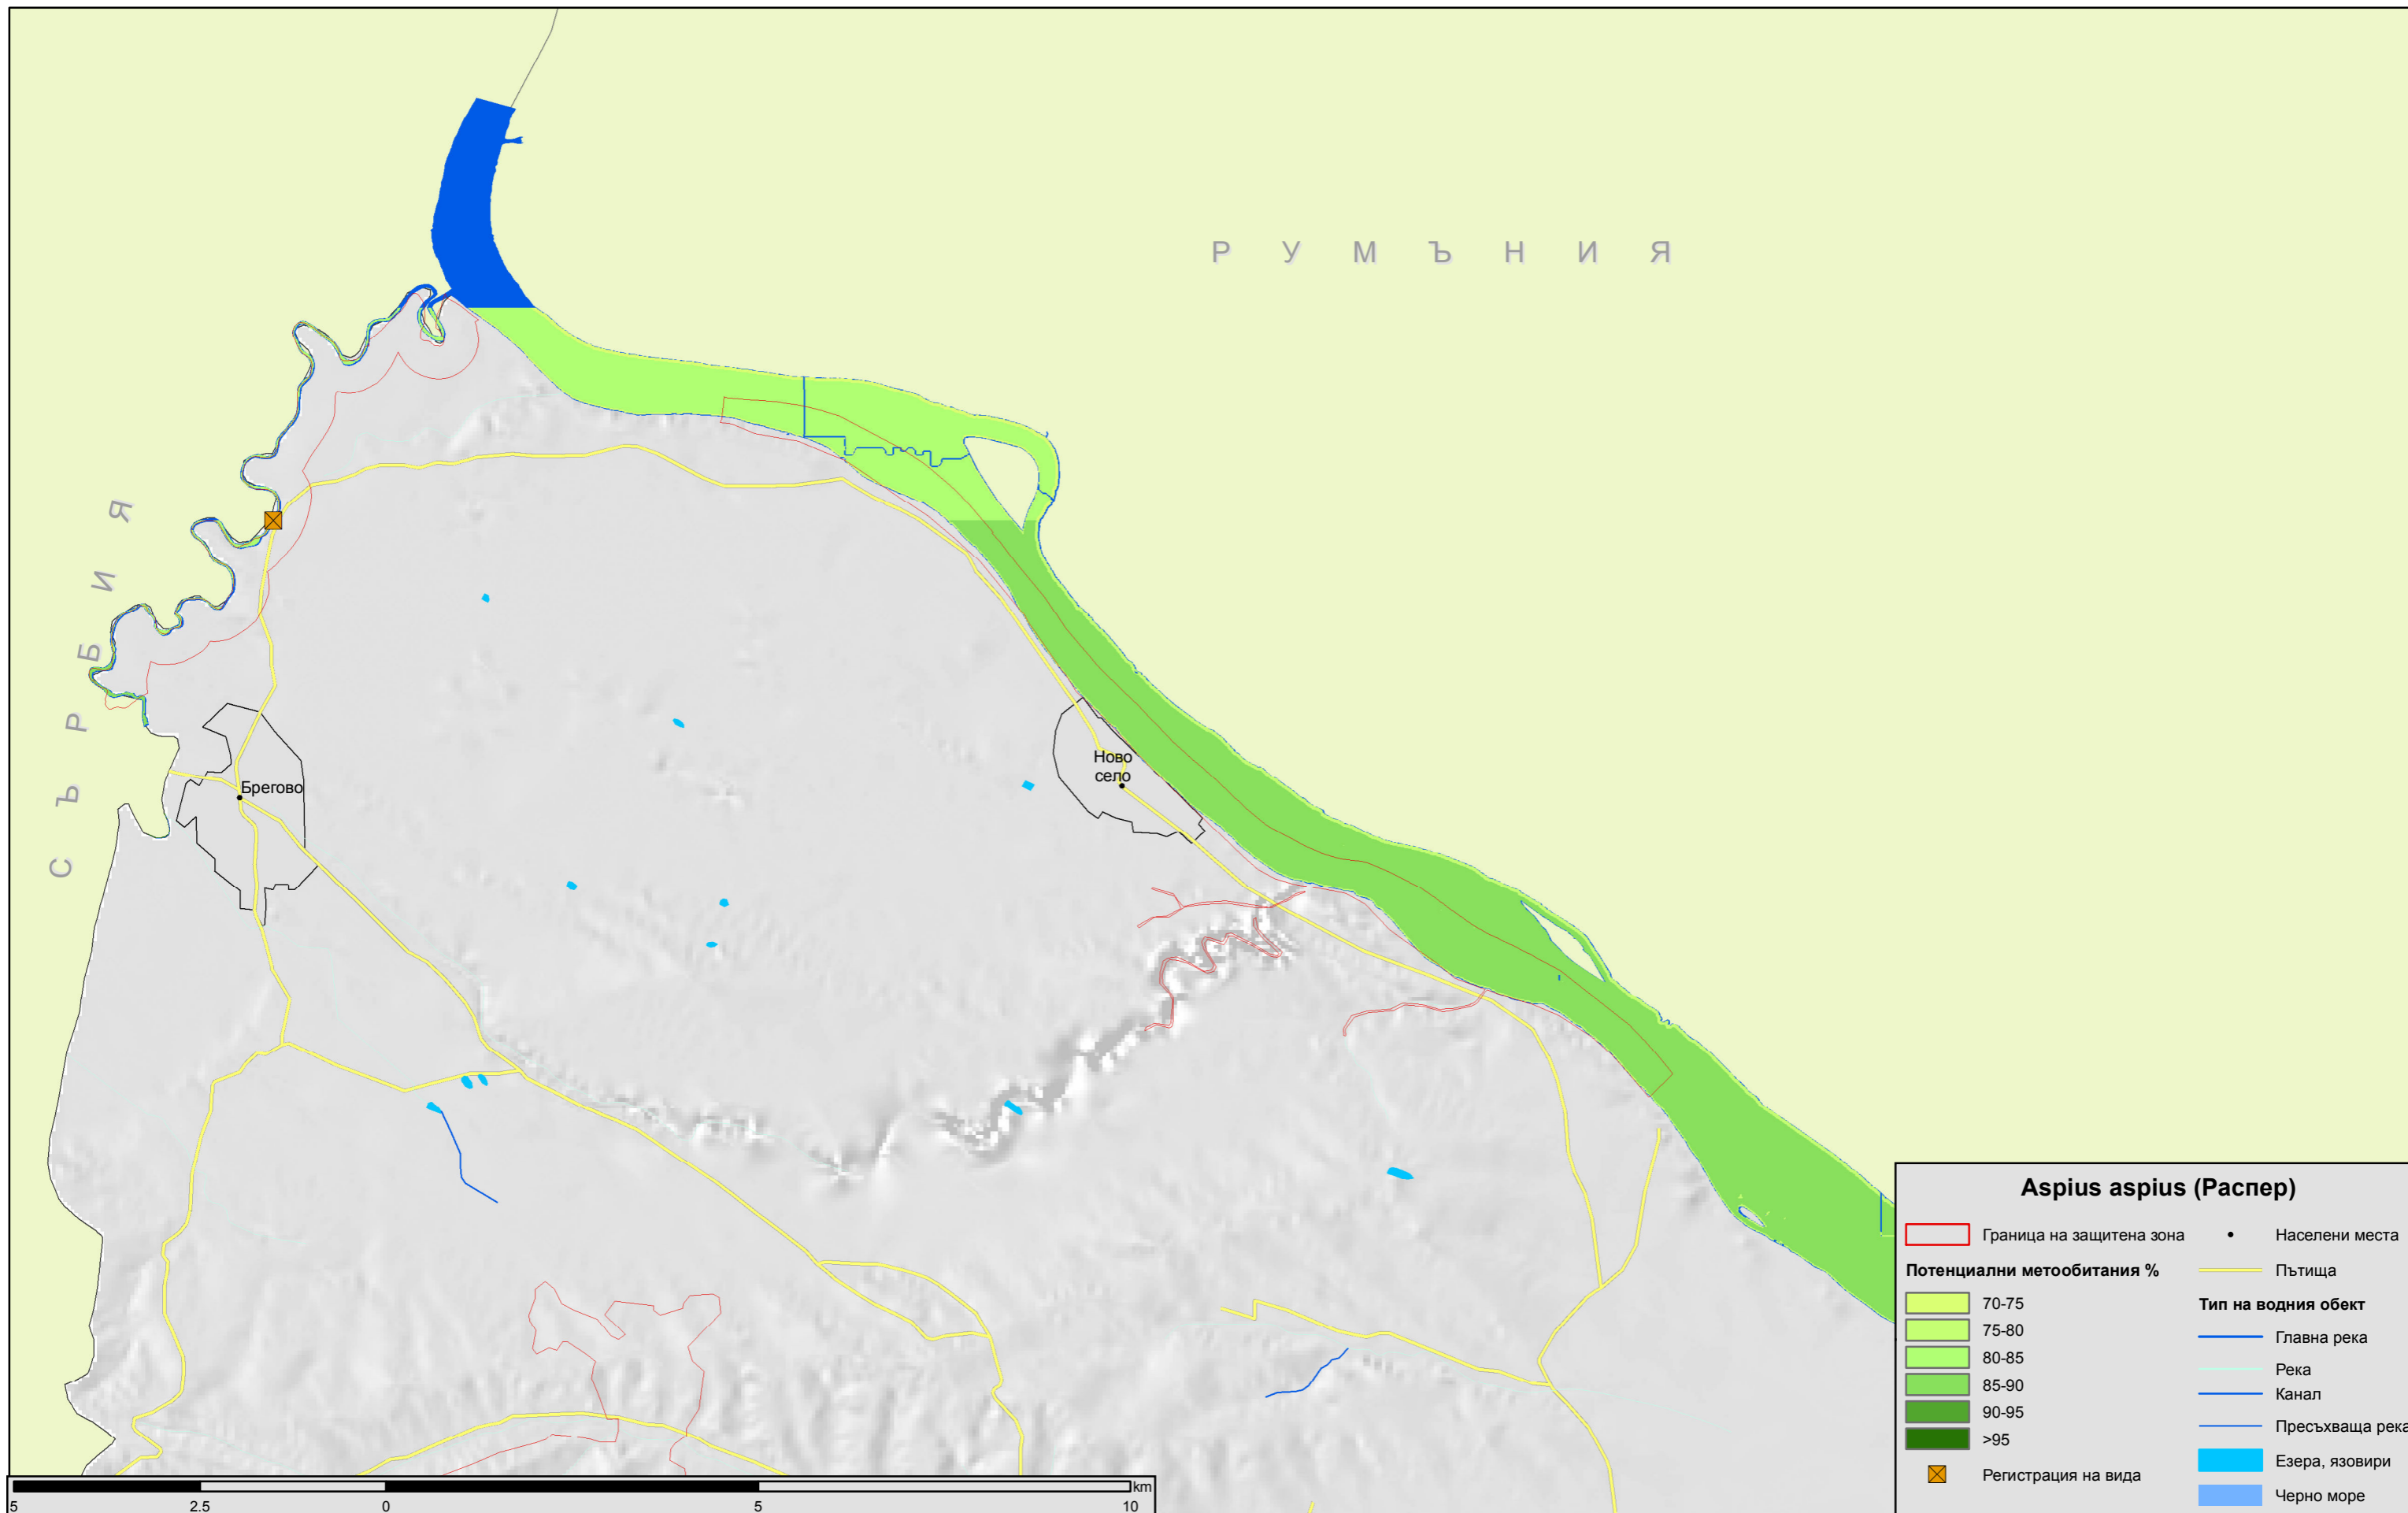 Р У М Ъ Н И Я
С Ъ Р Б И Я
Брегово
Ново
село
Aspius aspius (Распер)
Граница на защитена зона
Потенциални метообитания %
70-75
75-80
80-85
85-90
90-95
>95
Регистрация на вида
Населени места
Пътища
Тип на водния обект
Главна река
Река
Канал
Пресъхваща река
Езера, язовири
Черно море
km
5 2.5 0 5 10